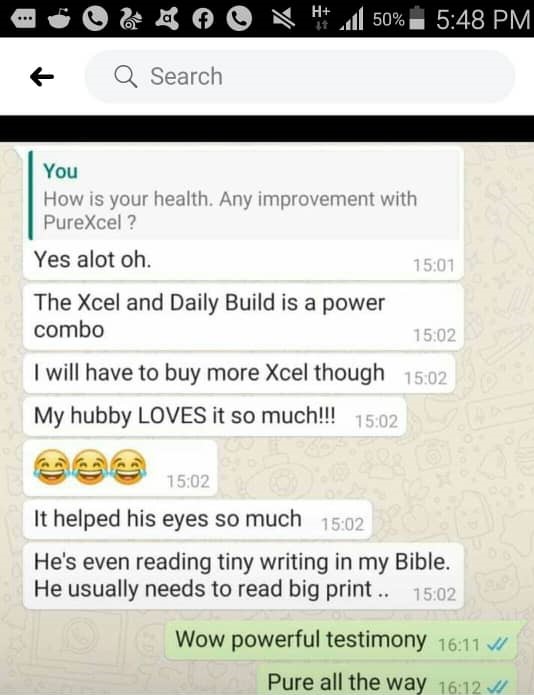 H+ 50% 5:48 PM
Search
You
How is your health. Any improvement with
PureXcel ?
Yes alot oh. 15:01
The Xcel and Daily Build is a power
combo 15:02
I will have to buy more Xcel though 15:02
My hubby LOVES it so much!!! 15:02
😂😂😂 15:02
It helped his eyes so much 15:02
He's even reading tiny writing in my Bible.
He usually needs to read big print .. 15:02
Wow powerful testimony 16:11
Pure all the way 16:12